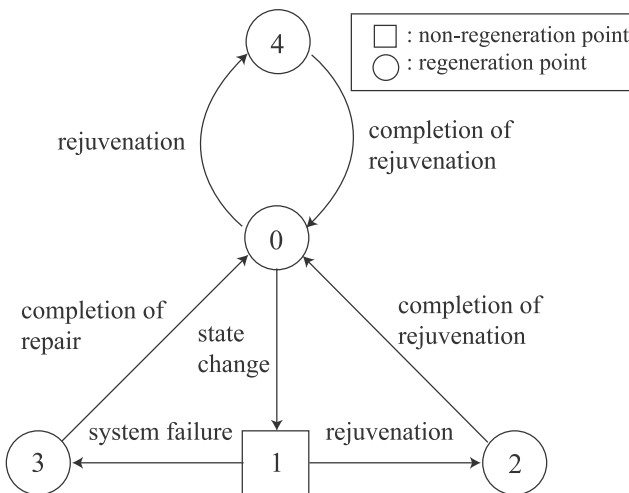 4
: non-regeneration point
: regeneration point
rejuvenation
completion of
rejuvenation
0
completion of
repair
state
change
completion of
rejuvenation
system failure
rejuvenation
3
1
2